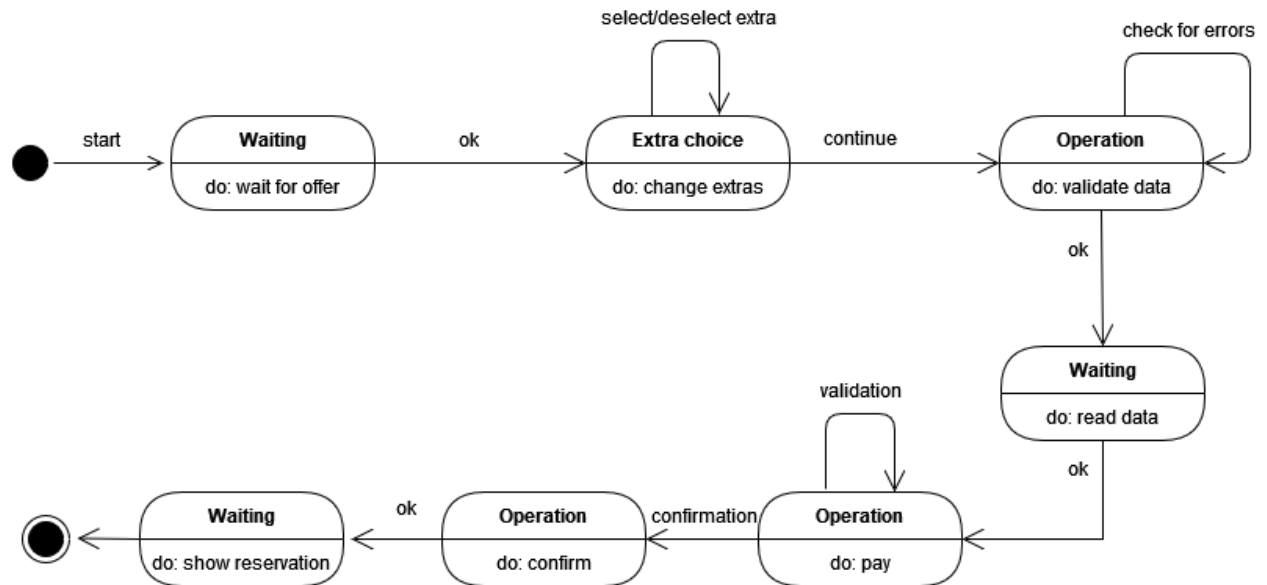 select/deselect extra
check for errors
start
Waiting
do: wait for offer
ok
Extra choice
do: change extras
continue
Operation
do: validate data
ok
Waiting
do: read data
ok
validation
Operation
do: pay
confirmation
Operation
do: confirm
ok
Waiting
do: show reservation